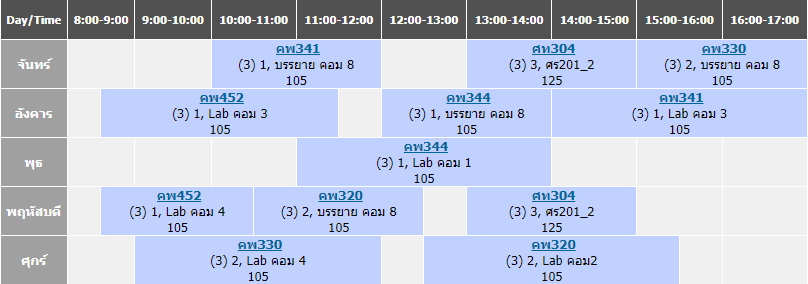 Day/Time 8:00-9:00 9:00-10:00 10:00-11:00 11:00-12:00 12:00-13:00 13:00-14:00 14:00-15:00 15:00-16:00 16:00-17:00
จันทร์
คพ341
(3) 1, บรรยาย คอม 8
105
ศท304
(3) 3, ศร201_2
125
คพ330
(3) 2, บรรยาย คอม 8
105
อังคาร
คพ452
(3) 1, Lab คอม 3
105
คพ344
(3) 1, บรรยาย คอม 8
105
คพ341
(3) 1, Lab คอม 3
105
พุธ
คพ344
(3) 1, Lab คอม 1
105
พฤหัสบดี
คพ452
(3) 1, Lab คอม 4
105
คพ320
(3) 2, บรรยาย คอม 8
105
ศท304
(3) 3, ศร201_2
125
ศุกร์
คพ330
(3) 2, Lab คอม 4
105
คพ320
(3) 2, Lab คอม2
105